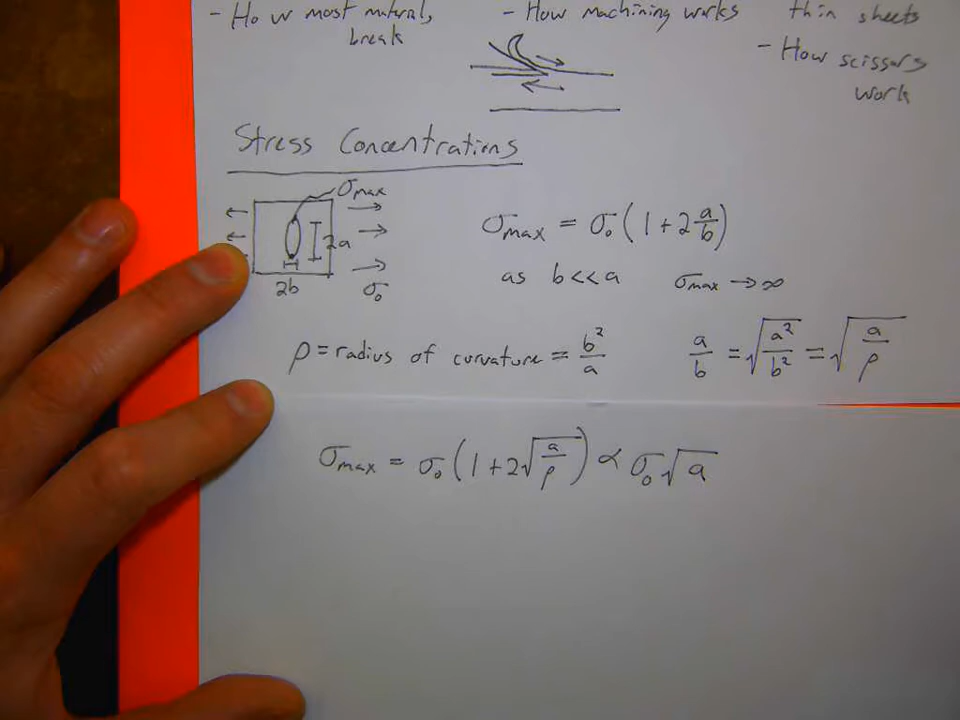 - How most material,
break
- How machining works
thin sheets
- How scissors
work
Stress Concentrations
σmax
2a
2b
σ₀
σmax = σ₀ (1 + 2 a/b)
as b << a σmax → ∞
ρ = radius of curvature = b²/a
a/b = √(a²/b²) = √(a/ρ)
σmax = σ₀ (1 + 2√(a/ρ)) ∝ σ₀√a